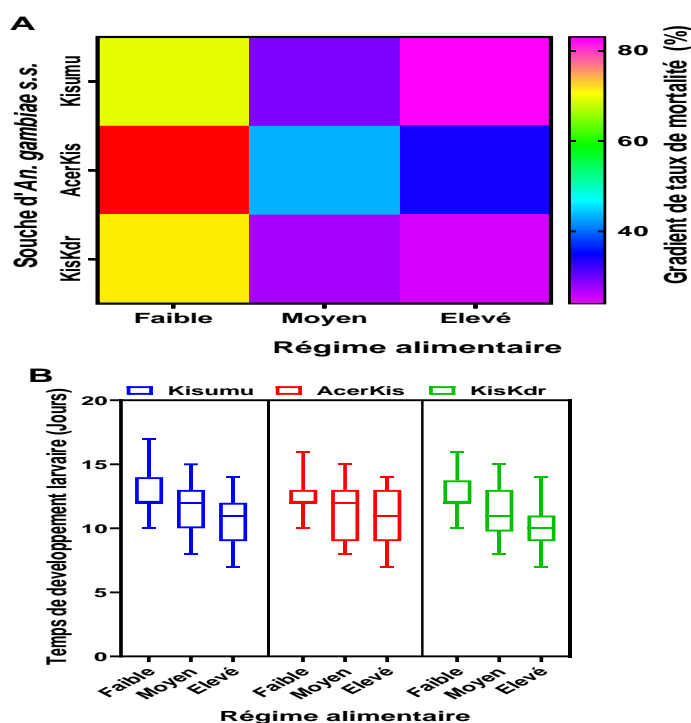 A
Souche d'An. gambiae s.s.
Kisumu
AcerKis
KisKdr
Faible Moyen Elevé
Régime alimentaire
80
60
40
Gradient de taux de mortalité (%)
B
Kisumu AcerKis KisKdr
Temps de developpement larvaire (Jours)
20
15
10
5
0
Faible Moyen Elevé Faible Moyen Elevé Faible Moyen Elevé
Régime alimentaire